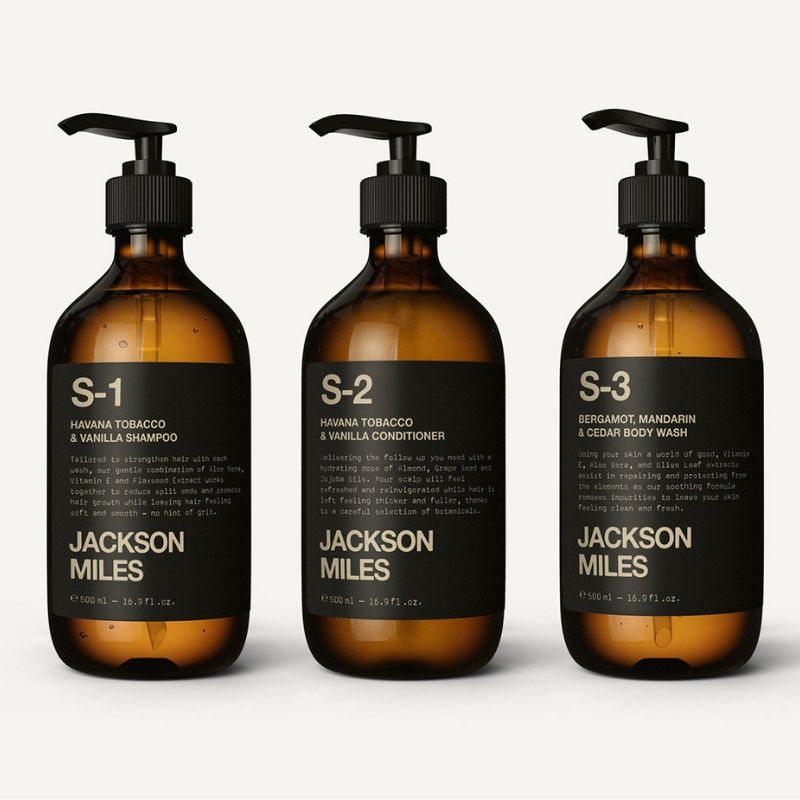 S-1
HAVANA TOBACCO
& VANILLA SHAMPOO
Tailored to strengthen hair with each
wash, our gentle combination of Aloe Vera,
Vitamin E and Flaxseed Extract works
together to reduce split ends and promote
hair growth while leaving hair feeling
soft and smooth – no hint of grit.
JACKSON
MILES
℮ 500 ml – 16.9 fl.oz.
S-2
HAVANA TOBACCO
& VANILLA CONDITIONER
Delivering the follow up you need with a
hydrating dose of Almond, Grape Seed and
Jojoba Oils. Your scalp will feel
refreshed and reinvigerated while hair is
left feeling thicker and fuller, thanks
to a careful selection of botanicals.
JACKSON
MILES
℮ 500 ml – 16.9 fl.oz.
S-3
BERGAMOT, MANDARIN
& CEDAR BODY WASH
Doing your skin a world of good, Vitamin
E, Aloe Vera, and Olive Leaf extracts
assist in repairing and protecting from
the elements as our soothing formula
removes impurities to leave your skin
feeling clean and fresh.
JACKSON
MILES
℮ 500 ml – 16.9 fl.oz.